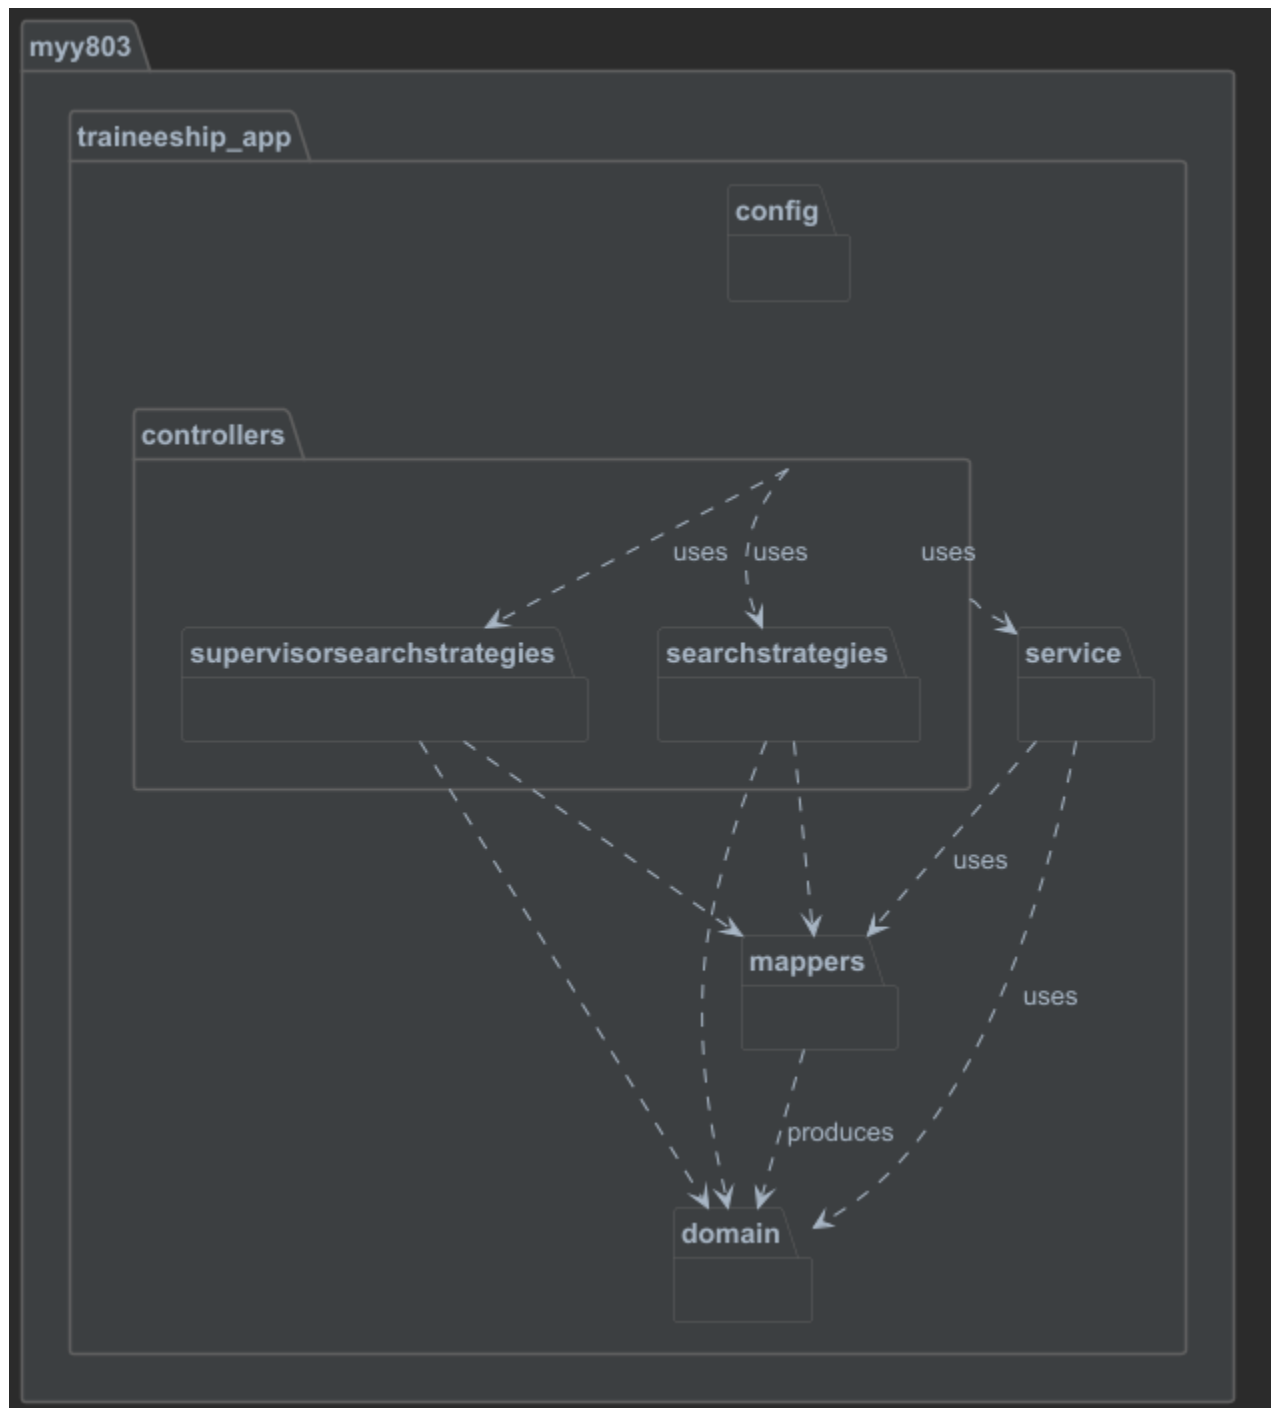 myy803
traineeship_app
config
controllers
uses
uses
uses
supervisorsearchstrategies
searchstrategies
service
uses
mappers
uses
produces
domain